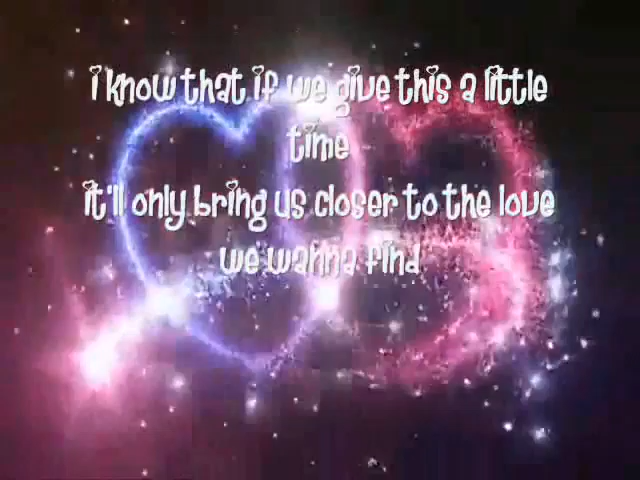 i know that if we give this a little
time
it'll only bring us closer to the love
we wanna find